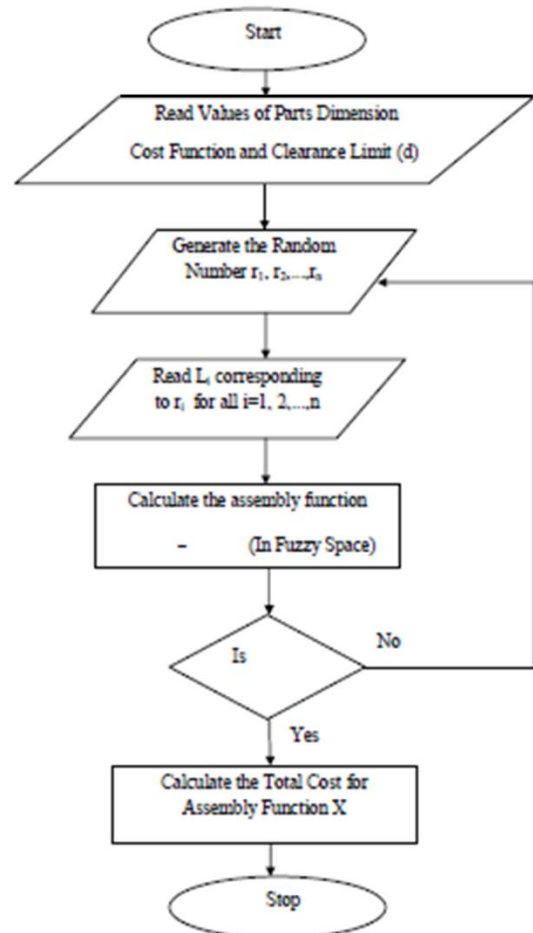 Start
Read Values of Parts Dimension
Cost Function and Clearance Limit (d)
Generate the Random
Number r₁, r₂,...,rₙ
Read Lᵢ corresponding
to rᵢ for all i=1, 2,...,n
Calculate the assembly function
– (In Fuzzy Space)
Is
No
Yes
Calculate the Total Cost for
Assembly Function X
Stop